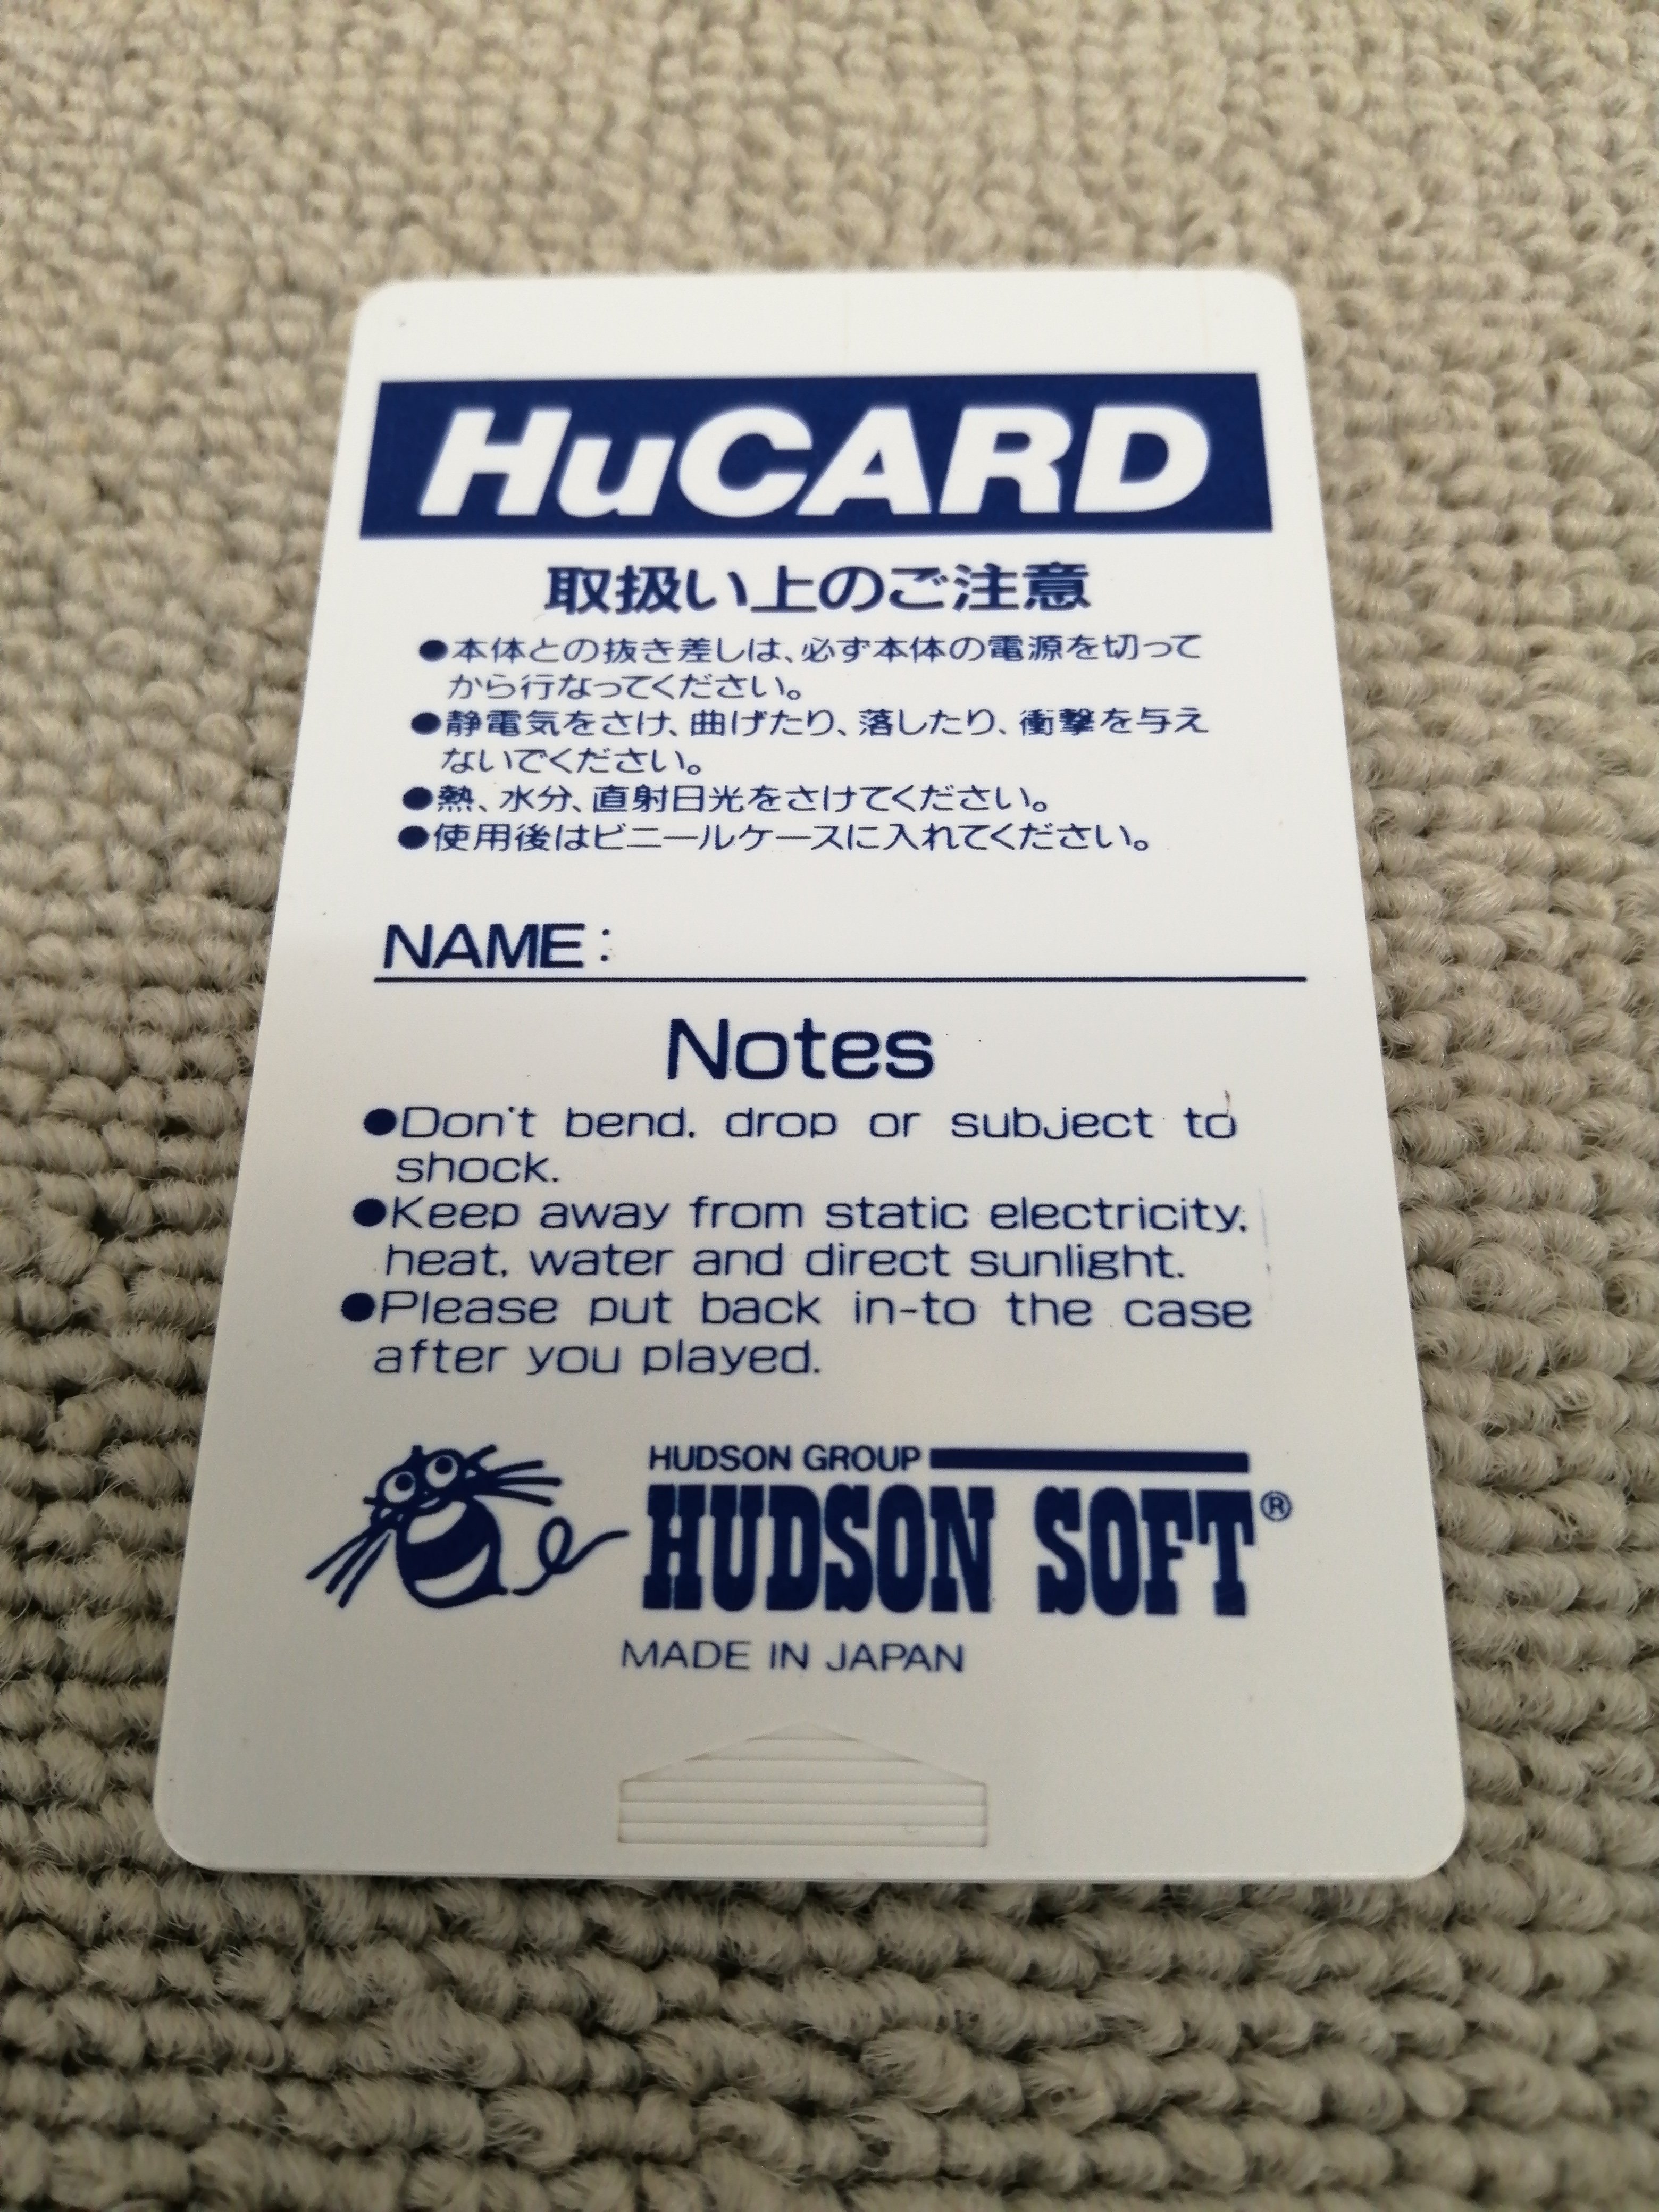 HuCARD
取扱い上のご注意
●本体との抜き差しは、必ず本体の電源を切って
から行なってください。
●静電気をさけ、曲げたり、落したり、衝撃を与え
ないでください。
●熱、水分、直射日光をさけてください。
●使用後はビニールケースに入れてください。
NAME:
Notes
●Don't bend, drop or subject to
shock.
●Keep away from static electricity,
heat, water and direct sunlight.
●Please put back in-to the case
after you played.
HUDSON GROUP
HUDSON SOFT®
MADE IN JAPAN